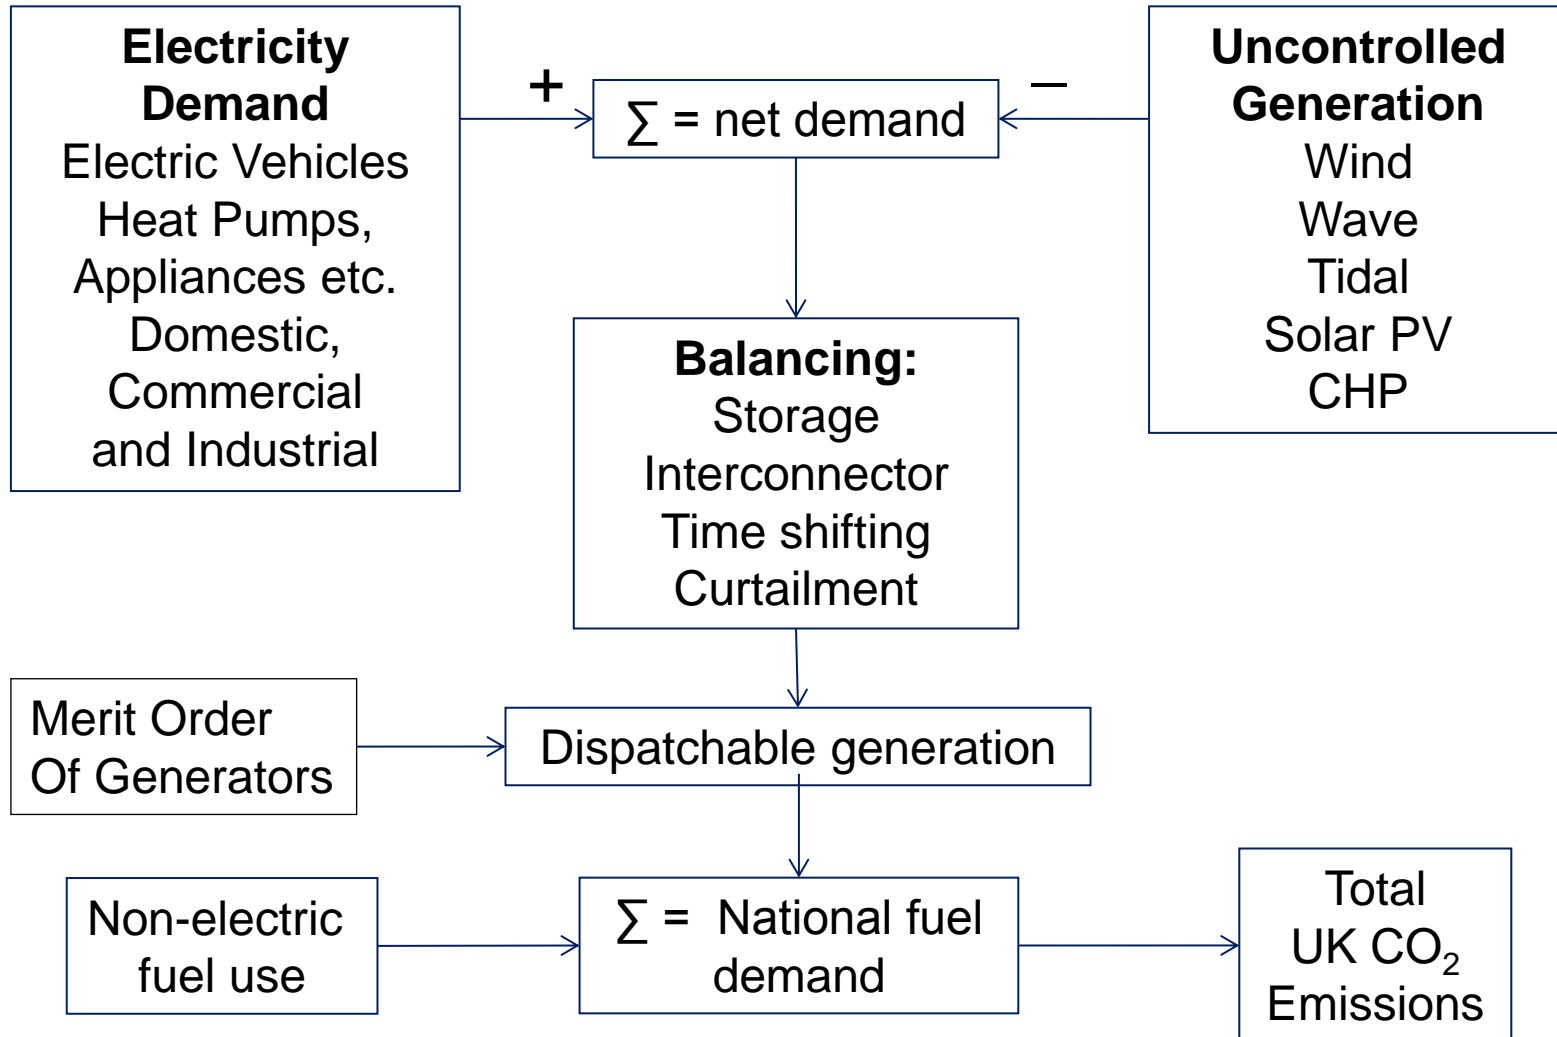 Electricity
Demand
Electric Vehicles
Heat Pumps,
Appliances etc.
Domestic,
Commercial
and Industrial
+
∑ = net demand
–
Uncontrolled
Generation
Wind
Wave
Tidal
Solar PV
CHP
Balancing:
Storage
Interconnector
Time shifting
Curtailment
Merit Order
Of Generators
Dispatchable generation
Non-electric
fuel use
∑ = National fuel
demand
Total
UK CO₂
Emissions